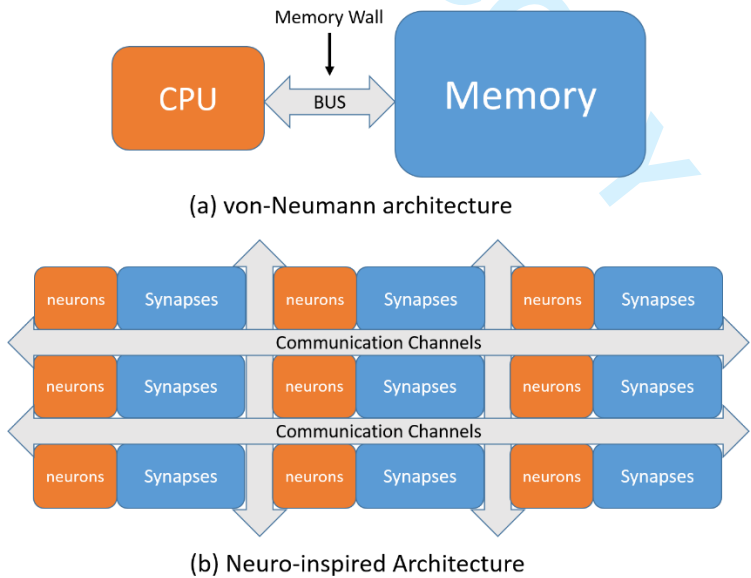 Memory Wall
CPU
BUS
Memory
(a) von-Neumann architecture
neurons Synapses neurons Synapses neurons Synapses
Communication Channels
neurons Synapses neurons Synapses neurons Synapses
Communication Channels
neurons Synapses neurons Synapses neurons Synapses
(b) Neuro-inspired Architecture